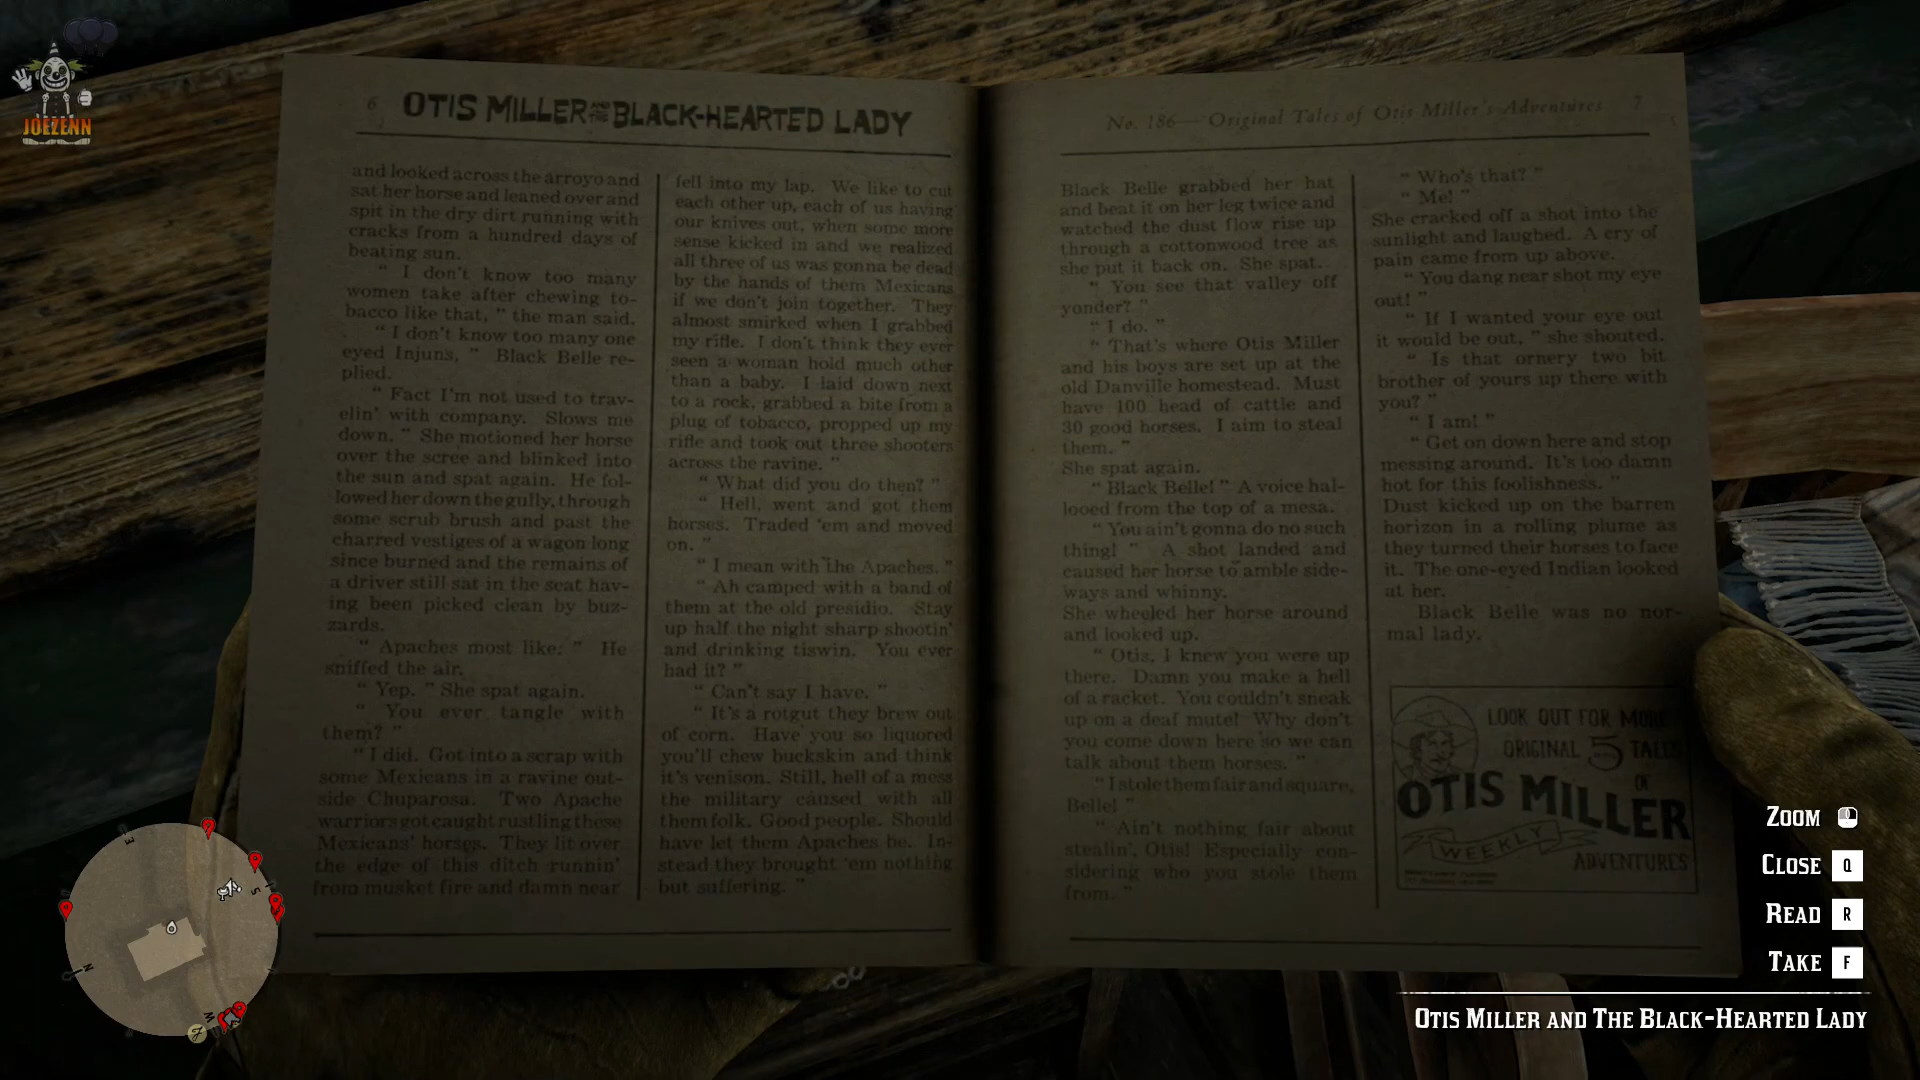 JOEZENN
6
OTIS MILLER AND THE BLACK-HEARTED LADY
and looked across the arroyo and
sat her horse and leaned over and
spit in the dry dirt running with
cracks from a hundred days of
beating sun.
“ I don't know too many
women take after chewing to-
bacco like that, ” the man said.
“ I don't know too many one
eyed Injuns, ” Black Belle re-
plied.
“ Fact I'm not used to trav-
elin' with company. Slows me
down. ” She motioned her horse
over the scree and blinked into
the sun and spat again. He fol-
lowed her down the gully, through
some scrub brush and past the
charred vestiges of a wagon long
since burned and the remains of
a driver still sat in the seat hav-
ing been picked clean by buz-
zards.
“ Apaches most like. ” He
sniffed the air.
“ Yep. ” She spat again.
“ You ever tangle with
them? ”
“ I did. Got into a scrap with
some Mexicans in a ravine out-
side Chuparosa. Two Apache
warriors got caught rustling these
Mexicans' horses. They lit over
the edge of this ditch runnin'
from musket fire and damn near
fell into my lap. We like to cut
each other up, each of us having
our knives out, when some more
sense kicked in and we realized
all three of us was gonna be dead
by the hands of them Mexicans
if we don't join together. They
almost smirked when I grabbed
my rifle. I don't think they ever
seen a woman hold much other
than a baby. I laid down next
to a rock, grabbed a bite from a
plug of tobacco, propped up my
rifle and took out three shooters
across the ravine. ”
“ What did you do then? ”
“ Hell, went and got them
horses. Traded 'em and moved
on. ”
“ I mean with the Apaches. ”
“ Ah camped with a band of
them at the old presidio. Stay
up half the night sharp shootin'
and drinking tiswin. You ever
had it? ”
“ Can't say I have. ”
“ It's a rotgut they brew out
of corn. Have you so liquored
you'll chew buckskin and think
it's venison. Still, hell of a mess
the military caused with all
them folk. Good people. Should
have let them Apaches be. In-
stead they brought 'em nothing
but suffering. ”
No. 186— Original Tales of Otis Miller's Adventures 7
Black Belle grabbed her hat
and beat it on her leg twice and
watched the dust flow rise up
through a cottonwood tree as
she put it back on. She spat.
“ You see that valley off
yonder? ”
“ I do. ”
“ That's where Otis Miller
and his boys are set up at the
old Danville homestead. Must
have 100 head of cattle and
30 good horses. I aim to steal
them. ”
She spat again.
“ Black Belle! ” A voice hal-
looed from the top of a mesa.
“ You ain't gonna do no such
thing! ” A shot landed and
caused her horse to amble side-
ways and whinny.
She wheeled her horse around
and looked up.
“ Otis, I knew you were up
there. Damn you make a hell
of a racket. You couldn't sneak
up on a deaf mute! Why don't
you come down here so we can
talk about them horses. ”
“ I stole them fair and square,
Belle! ”
“ Ain't nothing fair about
stealin', Otis! Especially con-
sidering who you stole them
from. ”
“ Who's that? ”
“ Me! ”
She cracked off a shot into the
sunlight and laughed. A cry of
pain came from up above.
“ You dang near shot my eye
out! ”
“ If I wanted your eye out
it would be out, ” she shouted.
“ Is that ornery two bit
brother of yours up there with
you? ”
“ I am! ”
“ Get on down here and stop
messing around. It's too damn
hot for this foolishness. ”
Dust kicked up on the barren
horizon in a rolling plume as
they turned their horses to face
it. The one-eyed Indian looked
at her.
Black Belle was no nor-
mal lady.
LOOK OUT FOR MORE
ORIGINAL 5 TALES
OF
OTIS MILLER
WEEKLY
ADVENTURES
ZOOM
CLOSE Q
READ R
TAKE F
OTIS MILLER AND THE BLACK-HEARTED LADY
E
S
N
W